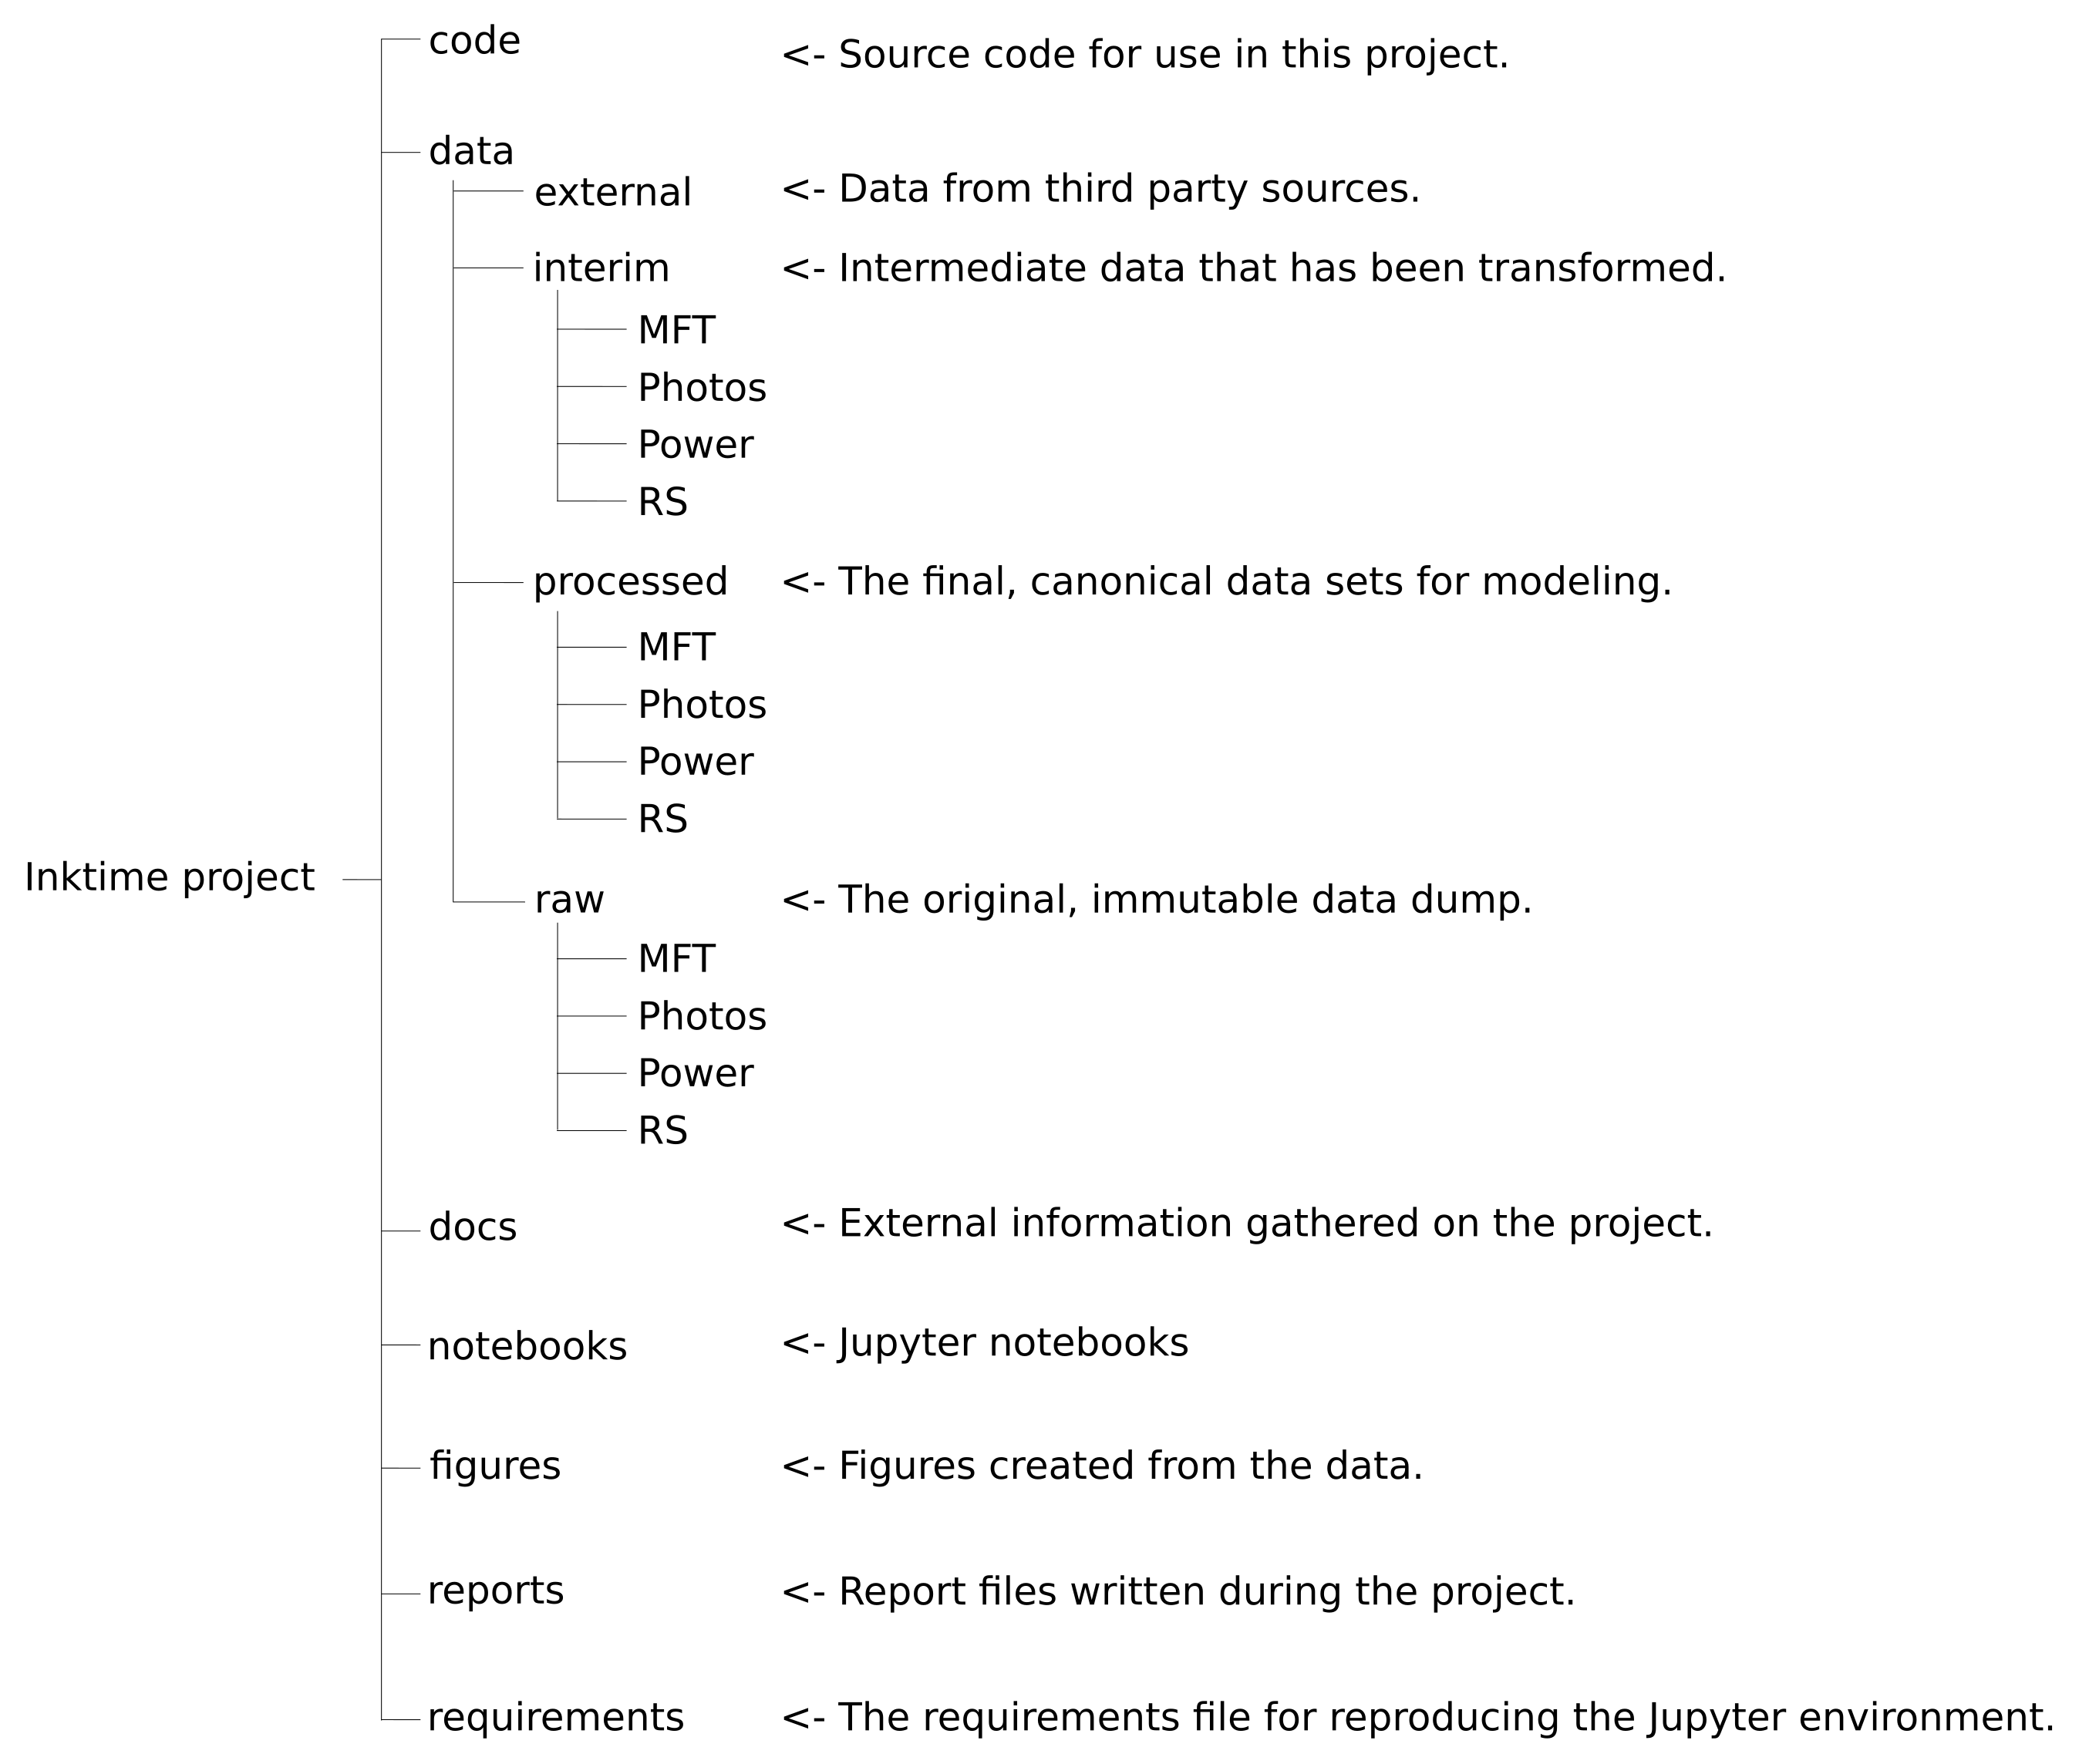 code <- Source code for use in this project.
data
external <- Data from third party sources.
interim <- Intermediate data that has been transformed.
MFT
Photos
Power
RS
processed <- The final, canonical data sets for modeling.
MFT
Photos
Power
RS
Inktime project
raw <- The original, immutable data dump.
MFT
Photos
Power
RS
docs <- External information gathered on the project.
notebooks <- Jupyter notebooks
figures <- Figures created from the data.
reports <- Report files written during the project.
requirements <- The requirements file for reproducing the Jupyter environment.